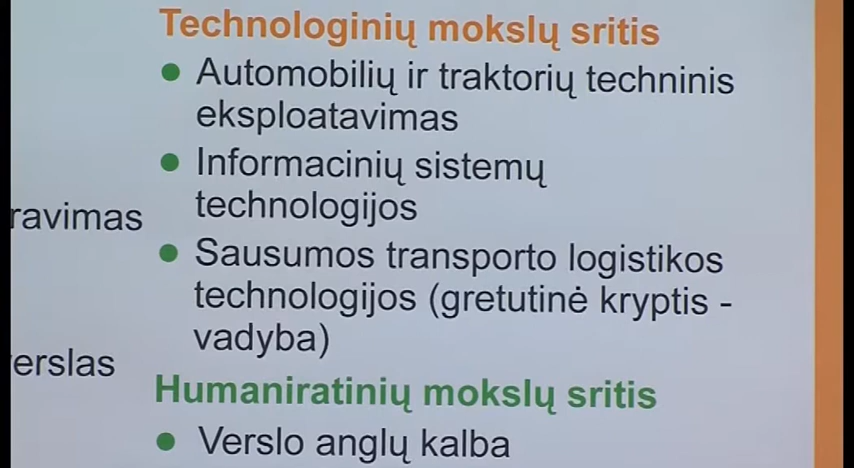 Technologinių mokslų sritis
Automobilių ir traktorių techninis
eksploatavimas
Informacinių sistemų
technologijos
ravimas
Sausumos transporto logistikos
technologijos (gretutinė kryptis -
vadyba)
erslas
Humaniratinių mokslų sritis
Verslo anglų kalba